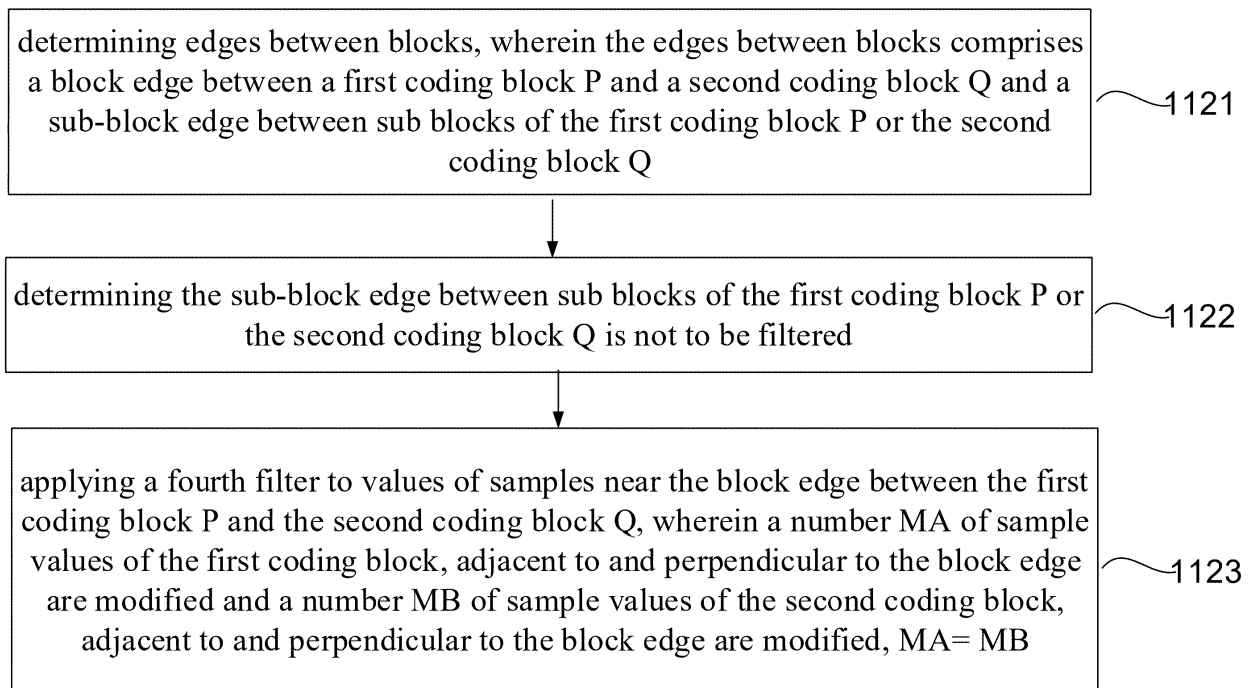 determining edges between blocks, wherein the edges between blocks comprises
a block edge between a first coding block P and a second coding block Q and a
sub-block edge between sub blocks of the first coding block P or the second
coding block Q
1121
determining the sub-block edge between sub blocks of the first coding block P or
the second coding block Q is not to be filtered
1122
applying a fourth filter to values of samples near the block edge between the first
coding block P and the second coding block Q, wherein a number MA of sample
values of the first coding block, adjacent to and perpendicular to the block edge
are modified and a number MB of sample values of the second coding block,
adjacent to and perpendicular to the block edge are modified, MA= MB
1123